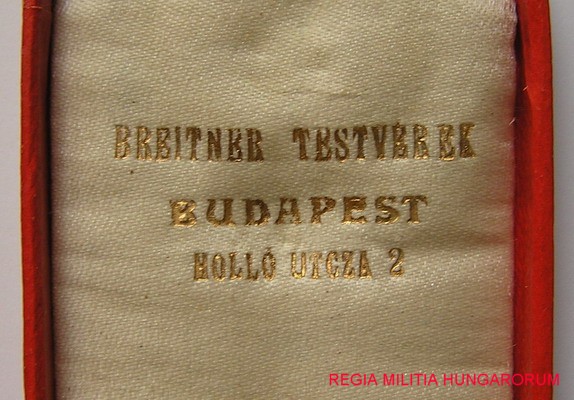 BREITNER TESTVÉREK
BUDAPEST
HOLLÓ UTCZA 2
REGIA MILITIA HUNGARORUM